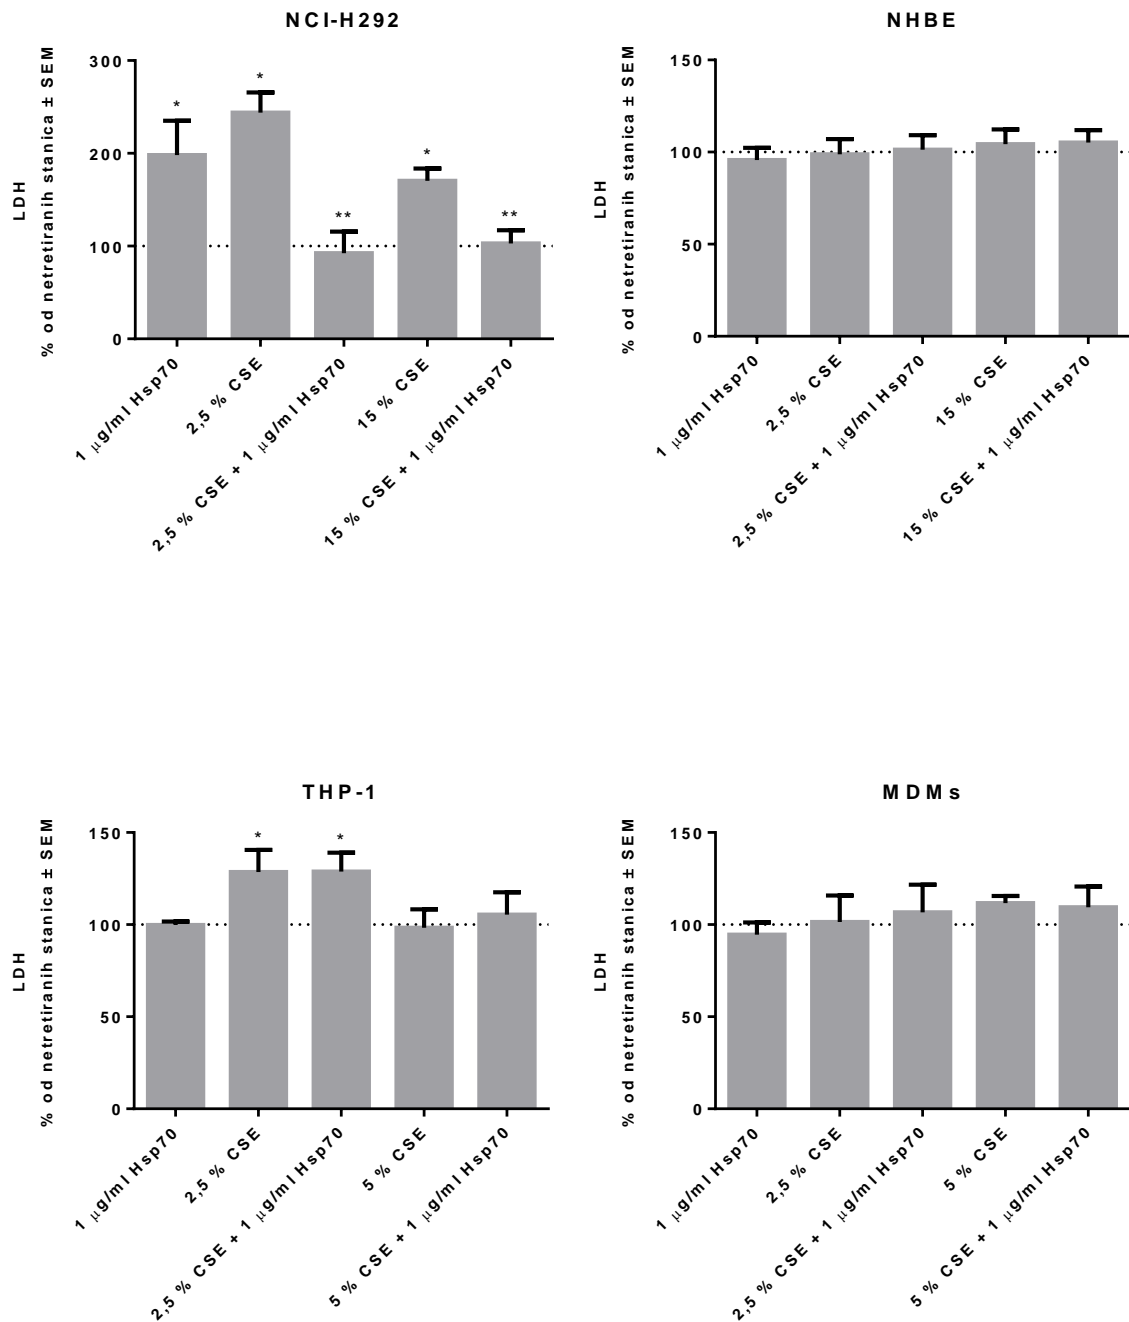 NCI-H292
LDH
% od netretiranih stanica ± SEM
300
200
100
0
*
*
**
*
**
1 µg/ml Hsp70
2,5 % CSE
2,5 % CSE + 1 µg/ml Hsp70
15 % CSE
15 % CSE + 1 µg/ml Hsp70
NHBE
LDH
% od netretiranih stanica ± SEM
150
100
50
0
1 µg/ml Hsp70
2,5 % CSE
2,5 % CSE + 1 µg/ml Hsp70
15 % CSE
15 % CSE + 1 µg/ml Hsp70
THP-1
LDH
% od netretiranih stanica ± SEM
150
100
50
0
*
*
1 µg/ml Hsp70
2,5 % CSE
2,5 % CSE + 1 µg/ml Hsp70
5 % CSE
5 % CSE + 1 µg/ml Hsp70
MDMs
LDH
% od netretiranih stanica ± SEM
150
100
50
0
1 µg/ml Hsp70
2,5 % CSE
2,5 % CSE + 1 µg/ml Hsp70
5 % CSE
5 % CSE + 1 µg/ml Hsp70